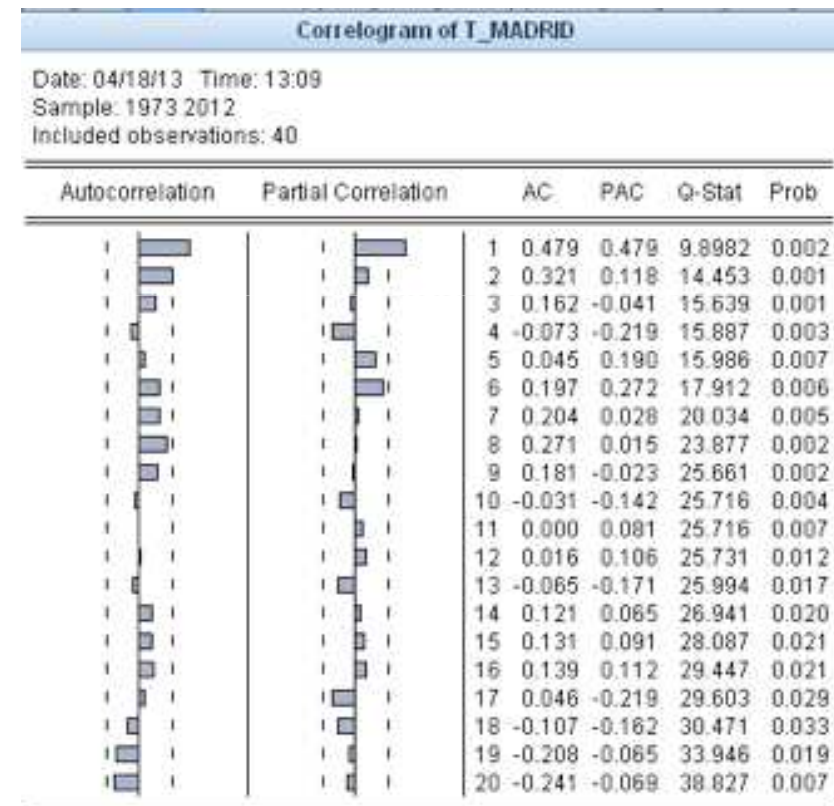 Correlogram of T_MADRID
Date: 04/18/13 Time: 13:09
Sample: 1973 2012
Included observations: 40
Autocorrelation Partial Correlation AC PAC Q-Stat Prob
1 0.479 0.479 9.8982 0.002
2 0.321 0.118 14.453 0.001
3 0.162 -0.041 15.639 0.001
4 -0.073 -0.219 15.887 0.003
5 0.045 0.190 15.986 0.007
6 0.197 0.272 17.912 0.006
7 0.204 0.028 20.034 0.005
8 0.271 0.015 23.877 0.002
9 0.181 -0.023 25.661 0.002
10 -0.031 -0.142 25.716 0.004
11 0.000 0.081 25.716 0.007
12 0.016 0.106 25.731 0.012
13 -0.065 -0.171 25.994 0.017
14 0.121 0.065 26.941 0.020
15 0.131 0.091 28.087 0.021
16 0.139 0.112 29.447 0.021
17 0.046 -0.219 29.603 0.029
18 -0.107 -0.162 30.471 0.033
19 -0.208 -0.065 33.946 0.019
20 -0.241 -0.069 38.827 0.007